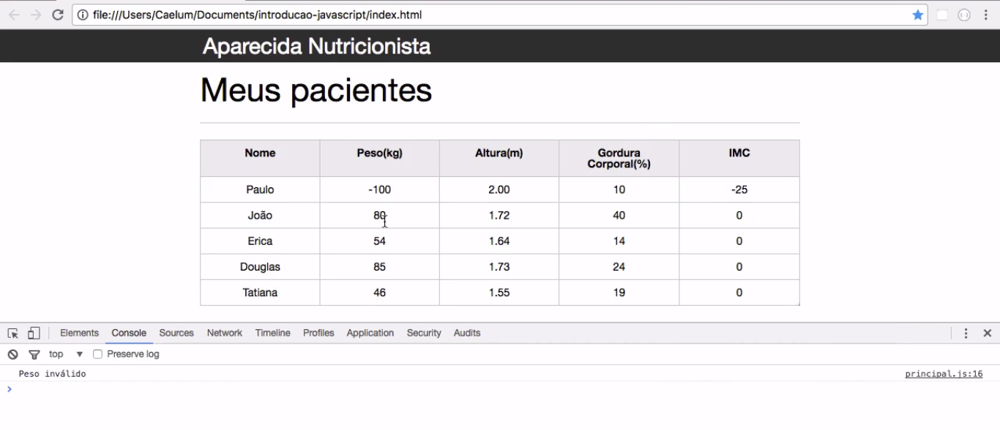 file:///Users/Caelum/Documents/introducao-javascript/index.html
Aparecida Nutricionista
Meus pacientes
Nome Peso(kg) Altura(m) Gordura Corporal(%) IMC
Paulo -100 2.00 10 -25
João 80 1.72 40 0
Erica 54 1.64 14 0
Douglas 85 1.73 24 0
Tatiana 46 1.55 19 0
Elements Console Sources Network Timeline Profiles Application Security Audits
top Preserve log
Peso inválido principal.js:16